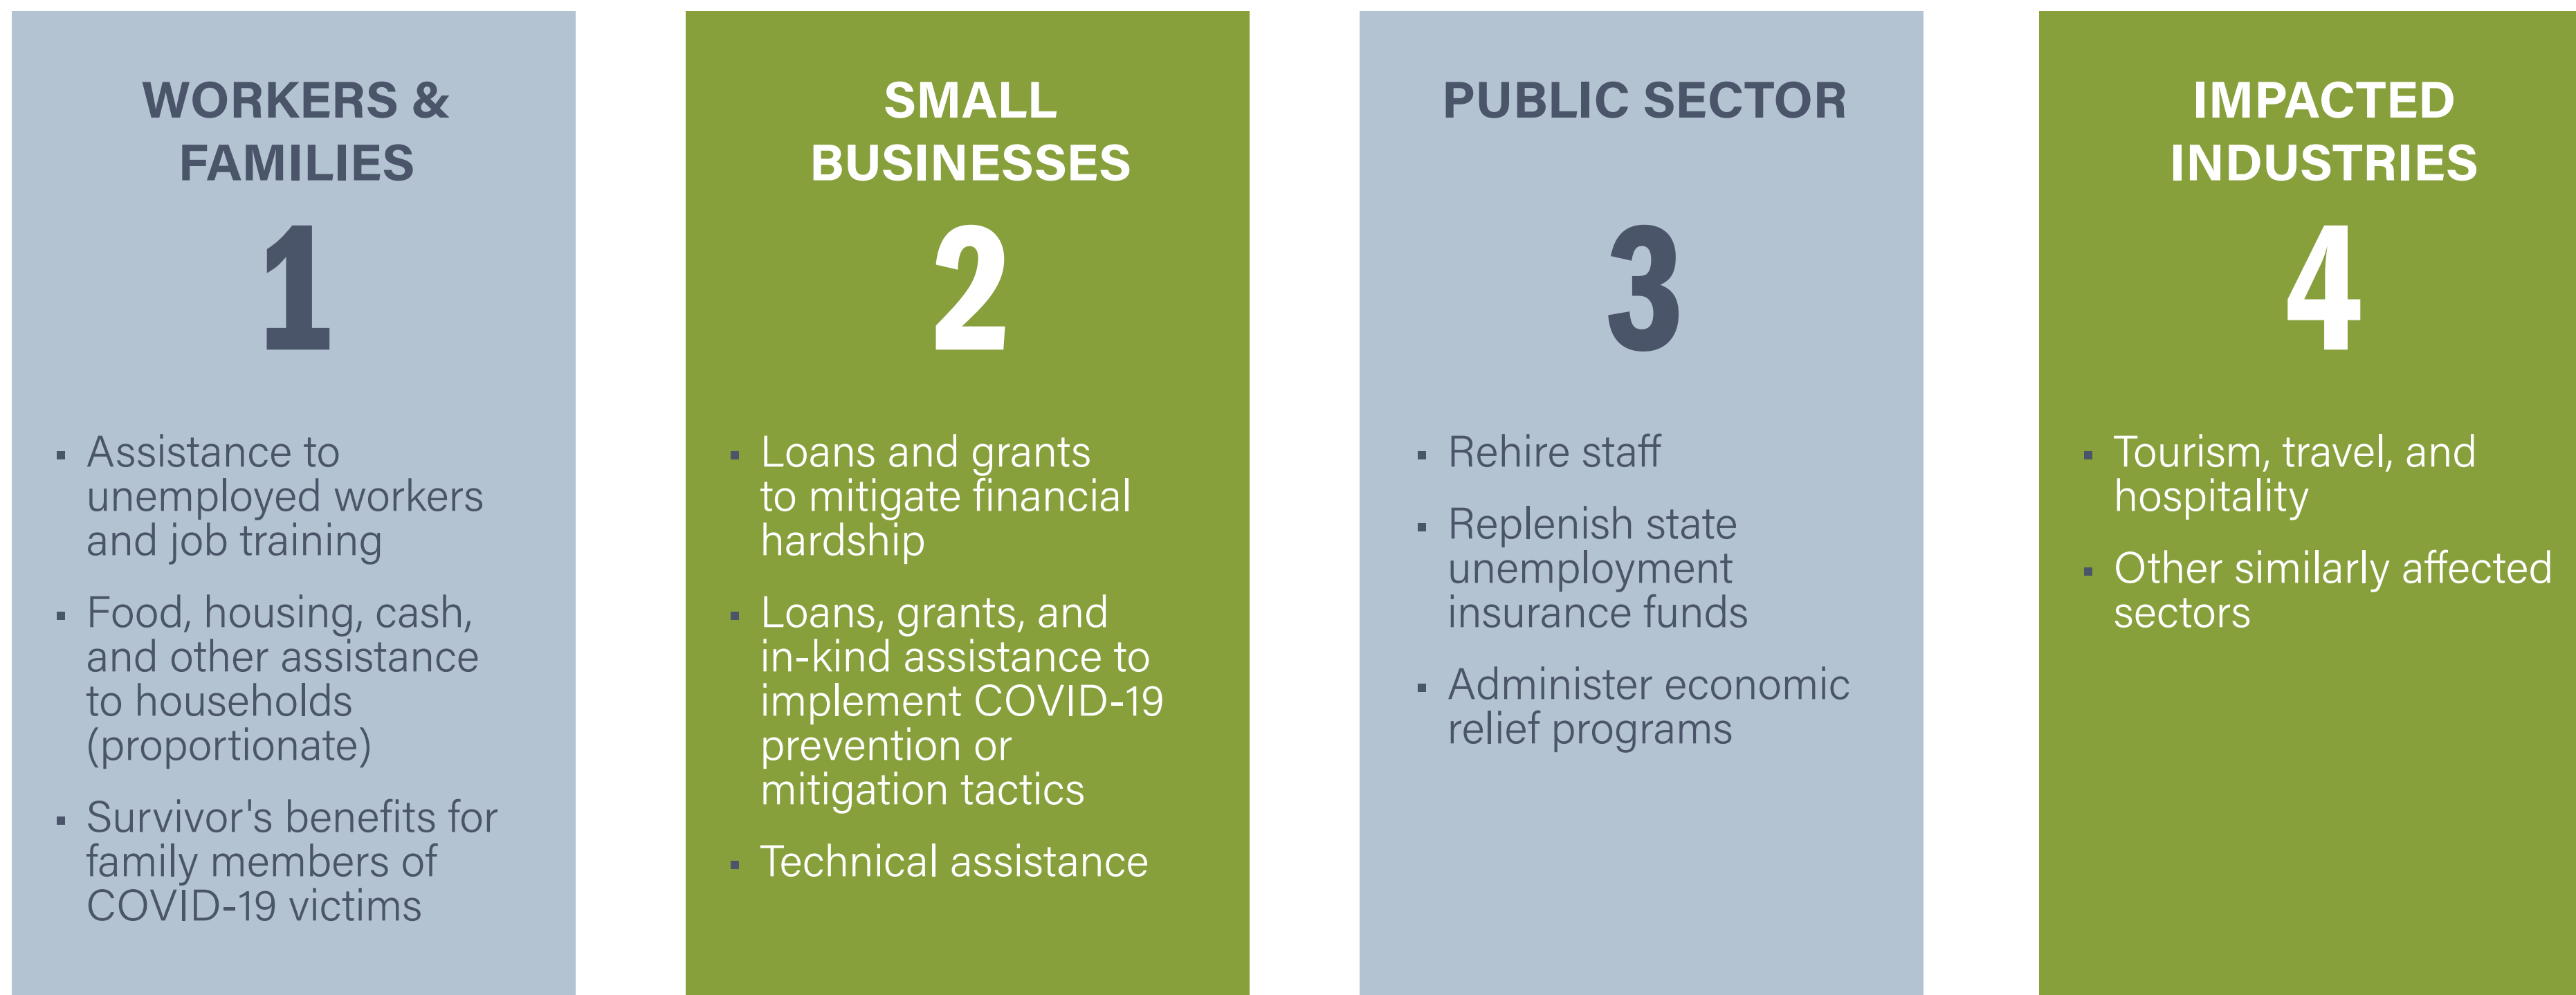 WORKERS &
FAMILIES
1
▪ Assistance to
unemployed workers
and job training
▪ Food, housing, cash,
and other assistance
to households
(proportionate)
▪ Survivor's benefits for
family members of
COVID-19 victims
SMALL
BUSINESSES
2
▪ Loans and grants
to mitigate financial
hardship
▪ Loans, grants, and
in-kind assistance to
implement COVID-19
prevention or
mitigation tactics
▪ Technical assistance
PUBLIC SECTOR
3
▪ Rehire staff
▪ Replenish state
unemployment
insurance funds
▪ Administer economic
relief programs
IMPACTED
INDUSTRIES
4
▪ Tourism, travel, and
hospitality
▪ Other similarly affected
sectors